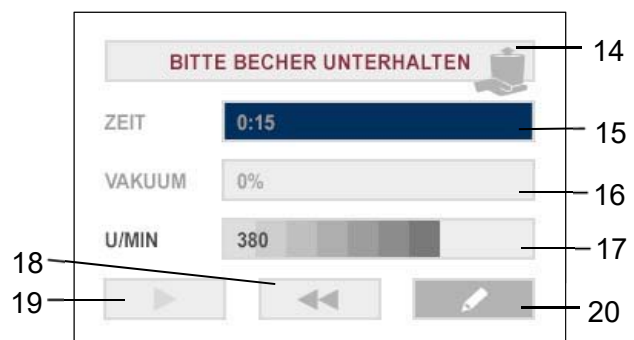 BITTE BECHER UNTERHALTEN
14
ZEIT
0:15
15
VAKUUM
0%
16
U/MIN
380
17
18
19
20